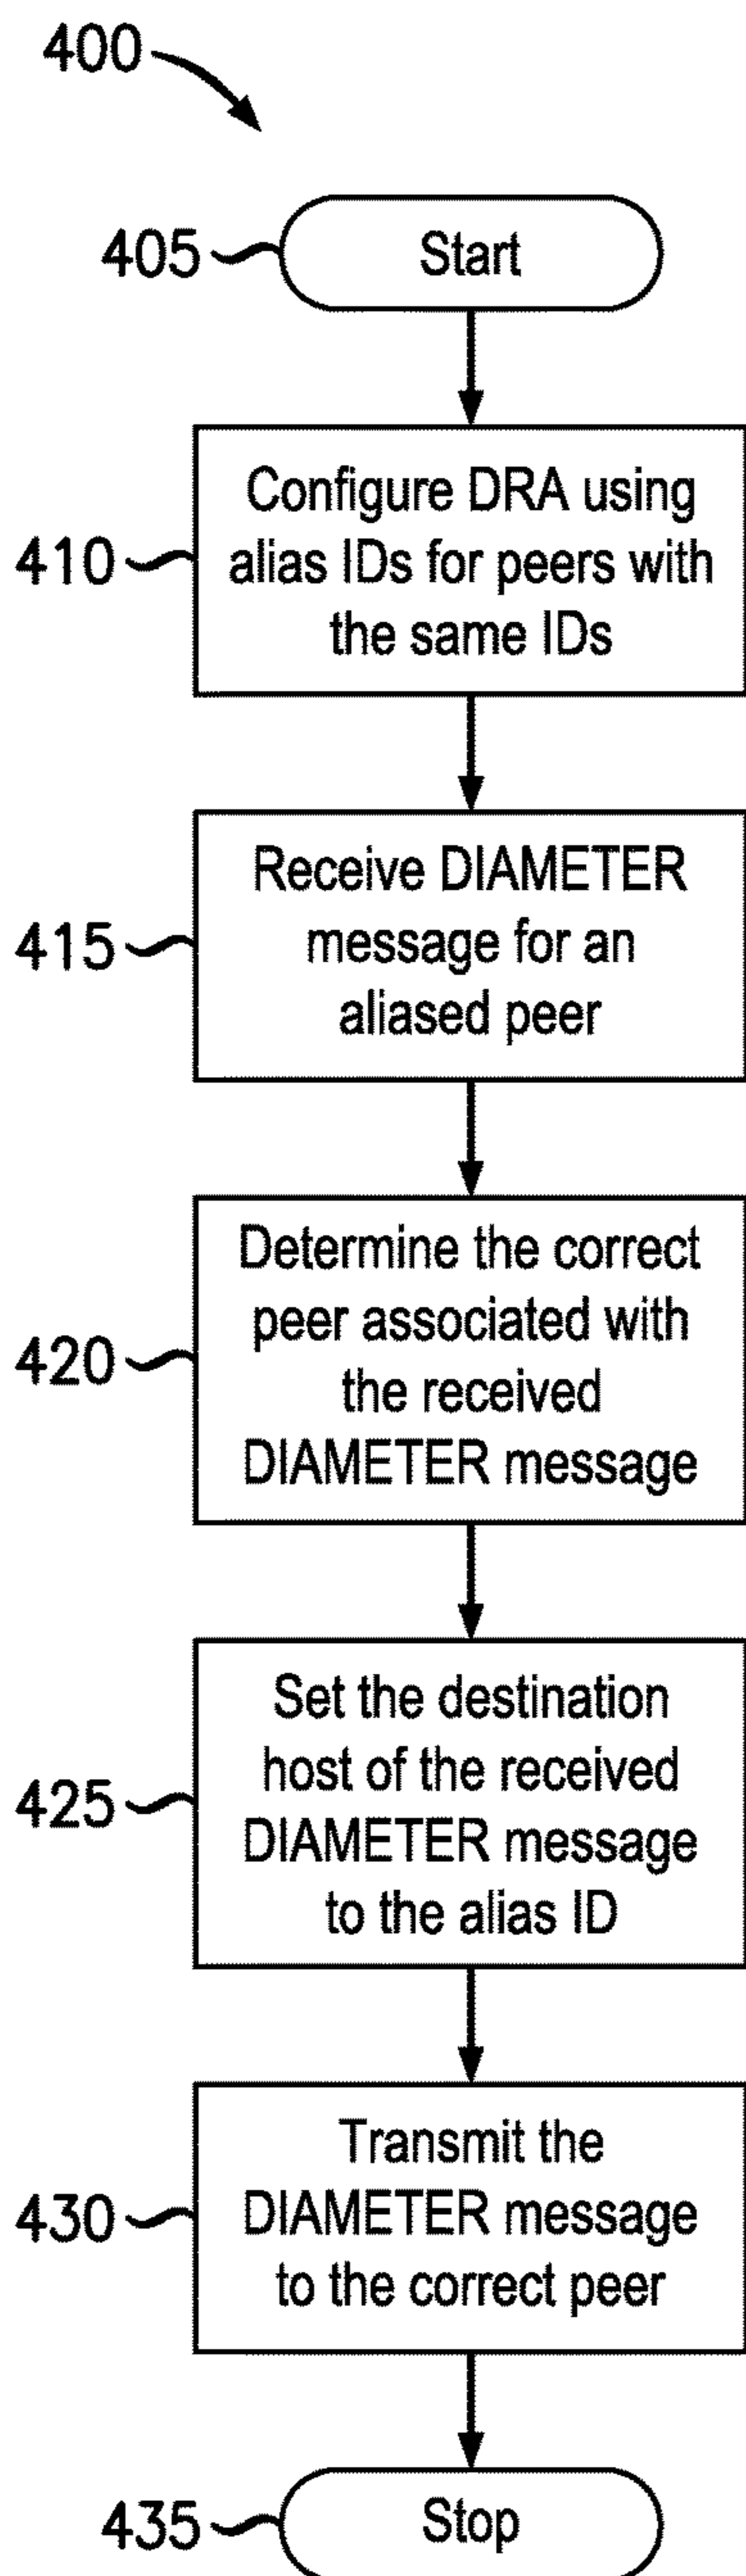 400
405
Start
410
Configure DRA using
alias IDs for peers with
the same IDs
415
Receive DIAMETER
message for an
aliased peer
420
Determine the correct
peer associated with
the received
DIAMETER message
425
Set the destination
host of the received
DIAMETER message
to the alias ID
430
Transmit the
DIAMETER message
to the correct peer
435
Stop